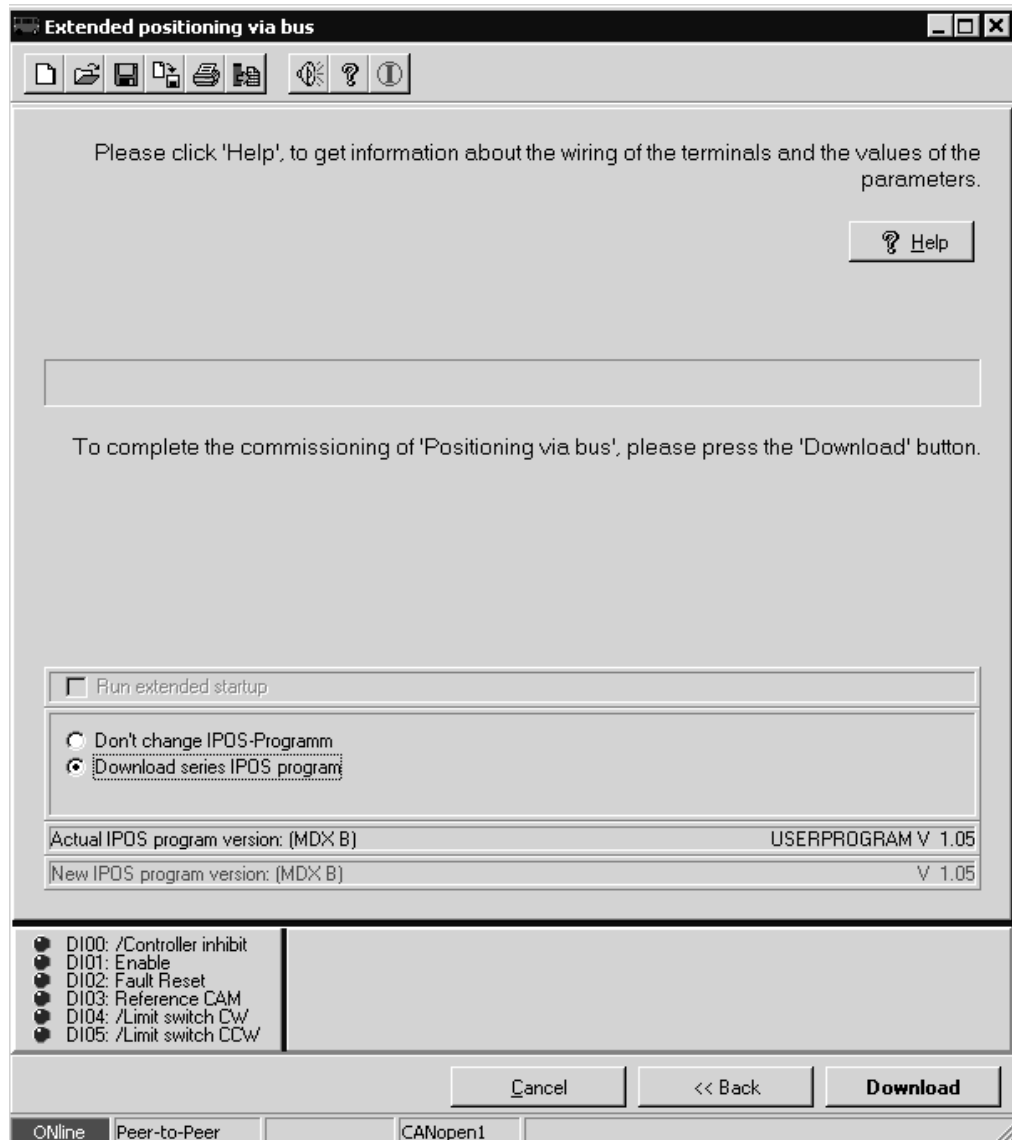 Extended positioning via bus
Please click 'Help', to get information about the wiring of the terminals and the values of the
parameters.
Help
To complete the commissioning of 'Positioning via bus', please press the 'Download' button.
Run extended startup
Don't change IPOS-Programm
Download series IPOS program
Actual IPOS program version: (MDX B) USERPROGRAM V 1.05
New IPOS program version: (MDX B) V 1.05
DI00: /Controller inhibit
DI01: Enable
DI02: Fault Reset
DI03: Reference CAM
DI04: /Limit switch CW
DI05: /Limit switch CCW
Cancel << Back Download
ONline Peer-to-Peer CANopen1